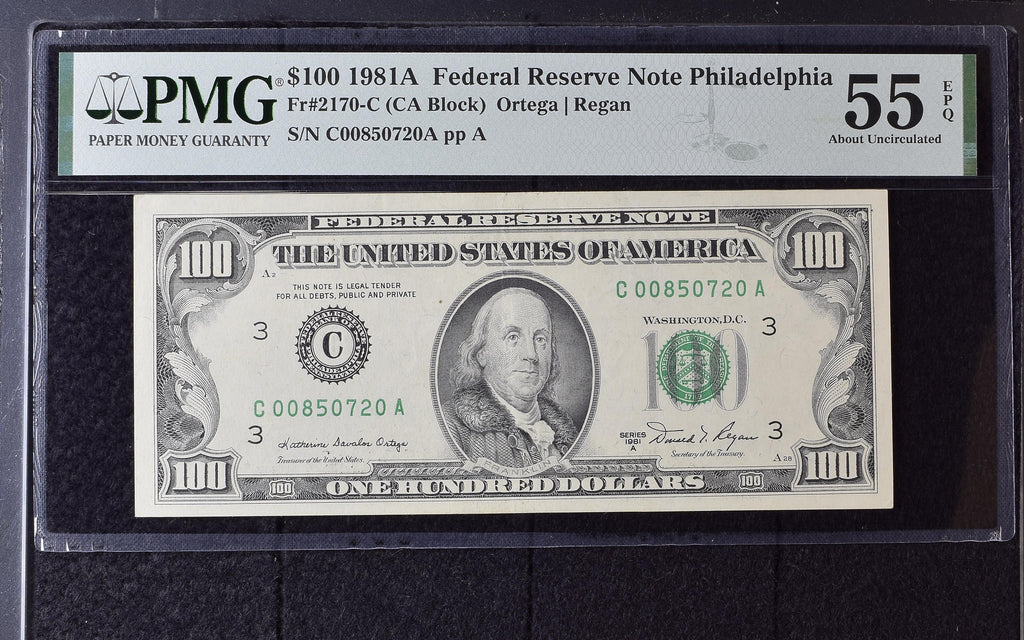 PMG®
PAPER MONEY GUARANTY
$100 1981A Federal Reserve Note Philadelphia
Fr#2170-C (CA Block) Ortega | Regan
S/N C00850720A pp A
55
EPQ
About Uncirculated
FEDERAL RESERVE NOTE
100
THE UNITED STATES OF AMERICA
100
A2
THIS NOTE IS LEGAL TENDER
FOR ALL DEBTS, PUBLIC AND PRIVATE
C 00850720 A
WASHINGTON, D.C.
3
C
100
3
C 00850720 A
3
Katherine Davalos Ortega
Treasurer of the United States.
SERIES
1981
A
Donald T. Regan
Secretary of the Treasury.
3
A 28
FRANKLIN
100
100
ONE HUNDRED DOLLARS
100
100